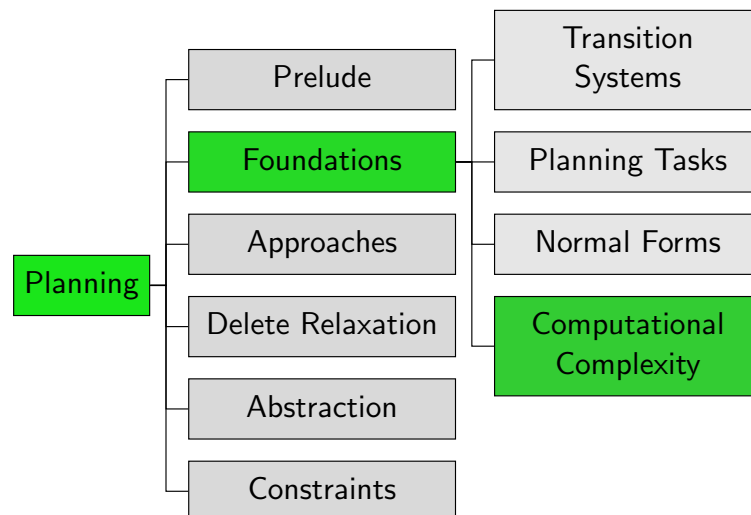 Planning
Prelude
Foundations
Approaches
Delete Relaxation
Abstraction
Constraints
Transition
Systems
Planning Tasks
Normal Forms
Computational
Complexity